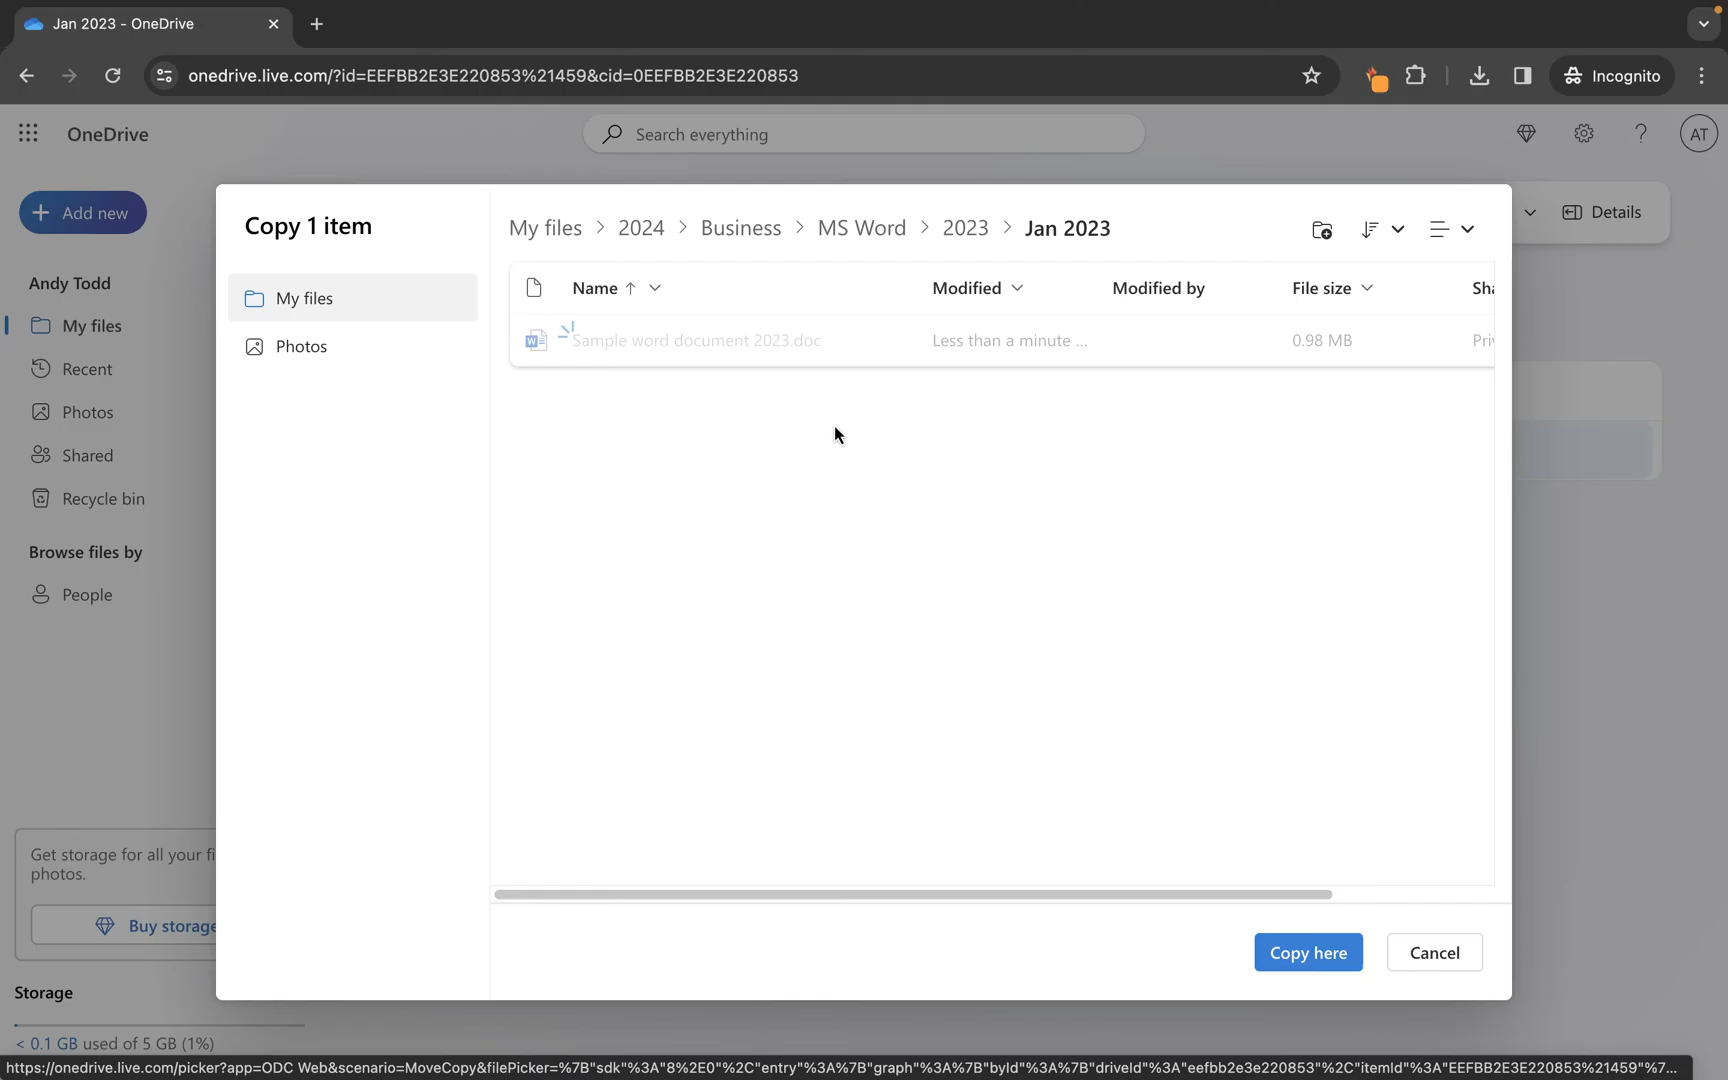 Jan 2023 - OneDrive
onedrive.live.com/?id=EEFBB2E3E220853%21459&cid=0EEFBB2E3E220853
Incognito
OneDrive
Search everything
AT
Add new
Details
Andy Todd
My files
Recent
Photos
Shared
Recycle bin
Browse files by
People
Get storage for all your fi
photos.
Buy storage
Storage
< 0.1 GB used of 5 GB (1%)
Copy 1 item
My files
Photos
My files > 2024 > Business > MS Word > 2023 > Jan 2023
Name Modified Modified by File size Sha
Sample word document 2023.doc Less than a minute ... 0.98 MB Priv
Copy here Cancel
https://onedrive.live.com/picker?app=ODC Web&scenario=MoveCopy&filePicker=%7B"sdk"%3A"8%2E0"%2C"entry"%3A%7B"graph"%3A%7B"byId"%3A%7B"driveId"%3A"eefbb2e3e220853"%2C"itemId"%3A"EEFBB2E3E220853%21459"%7...